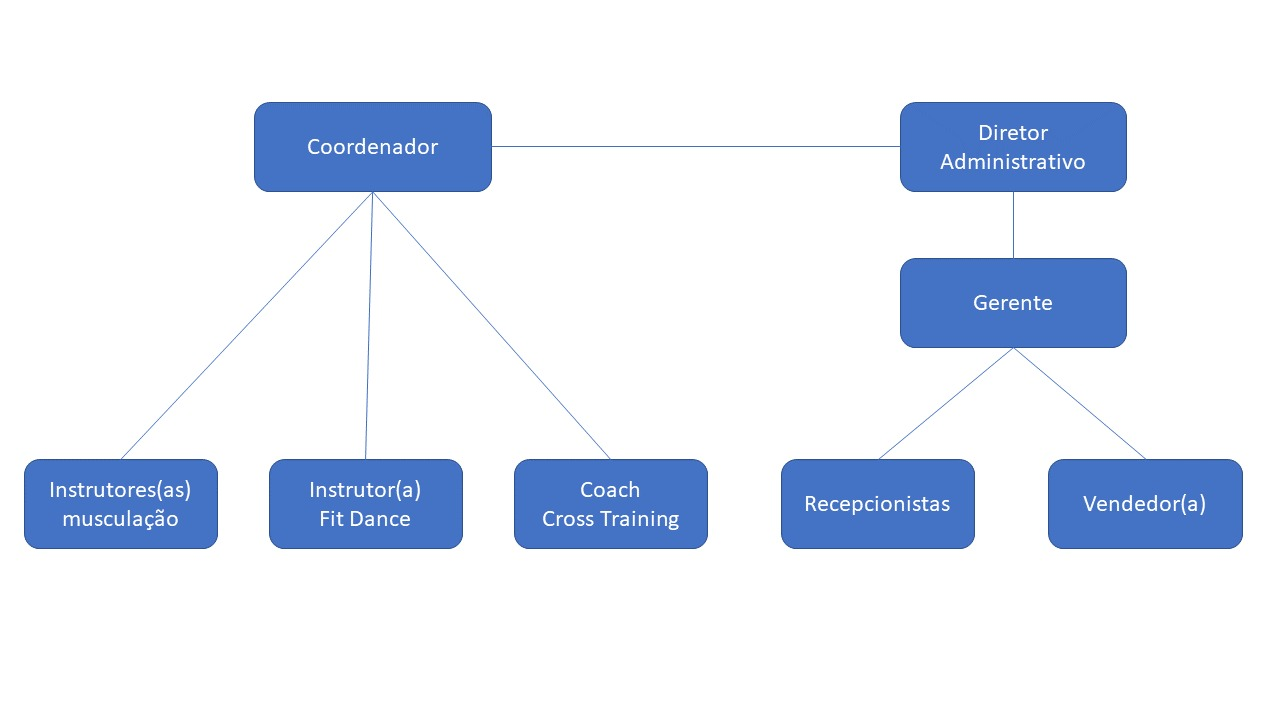 Coordenador
Diretor
Administrativo
Gerente
Instrutores(as)
musculação
Instrutor(a)
Fit Dance
Coach
Cross Training
Recepcionistas
Vendedor(a)